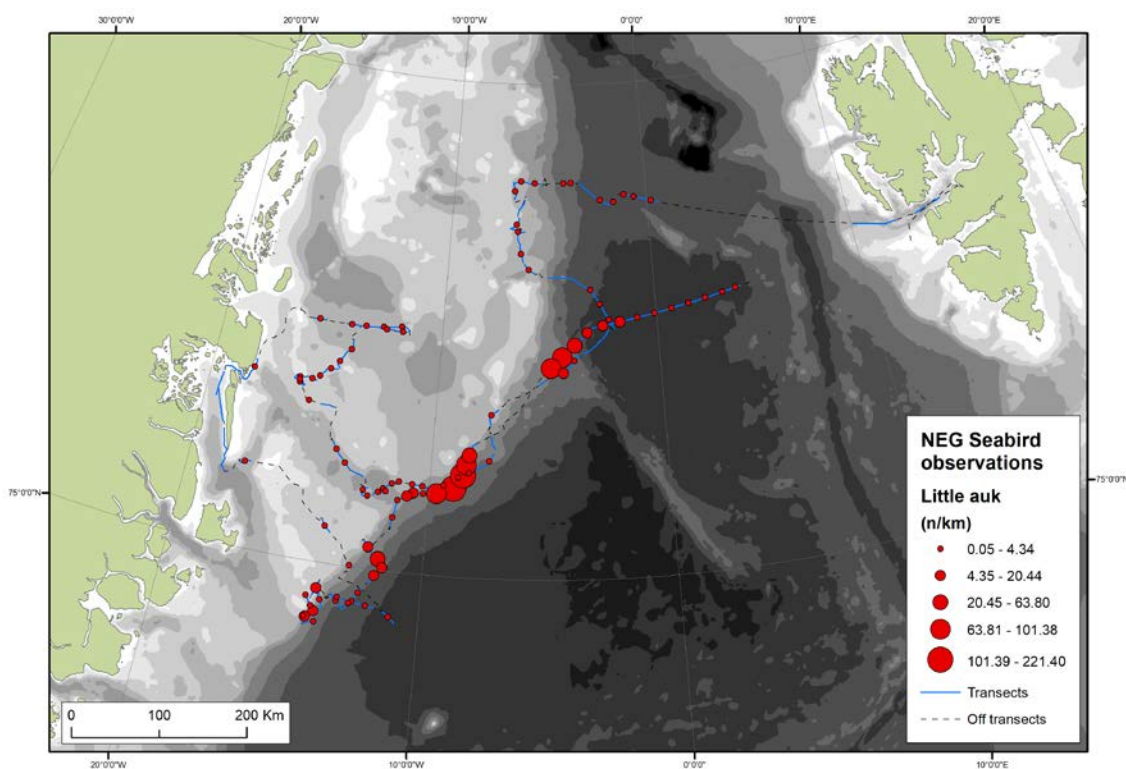 30°0'0"W 20°0'0"W 10°0'0"W 0°0'0" 10°0'0"E 20°0'0"E
75°0'0"N 75°0'0"N
NEG Seabird
observations
Little auk
(n/km)
0.05 - 4.34
4.35 - 20.44
20.45 - 63.80
63.81 - 101.38
101.39 - 221.40
Transects
Off transects
0 100 200 Km
20°0'0"W 10°0'0"W 0°0'0" 10°0'0"E